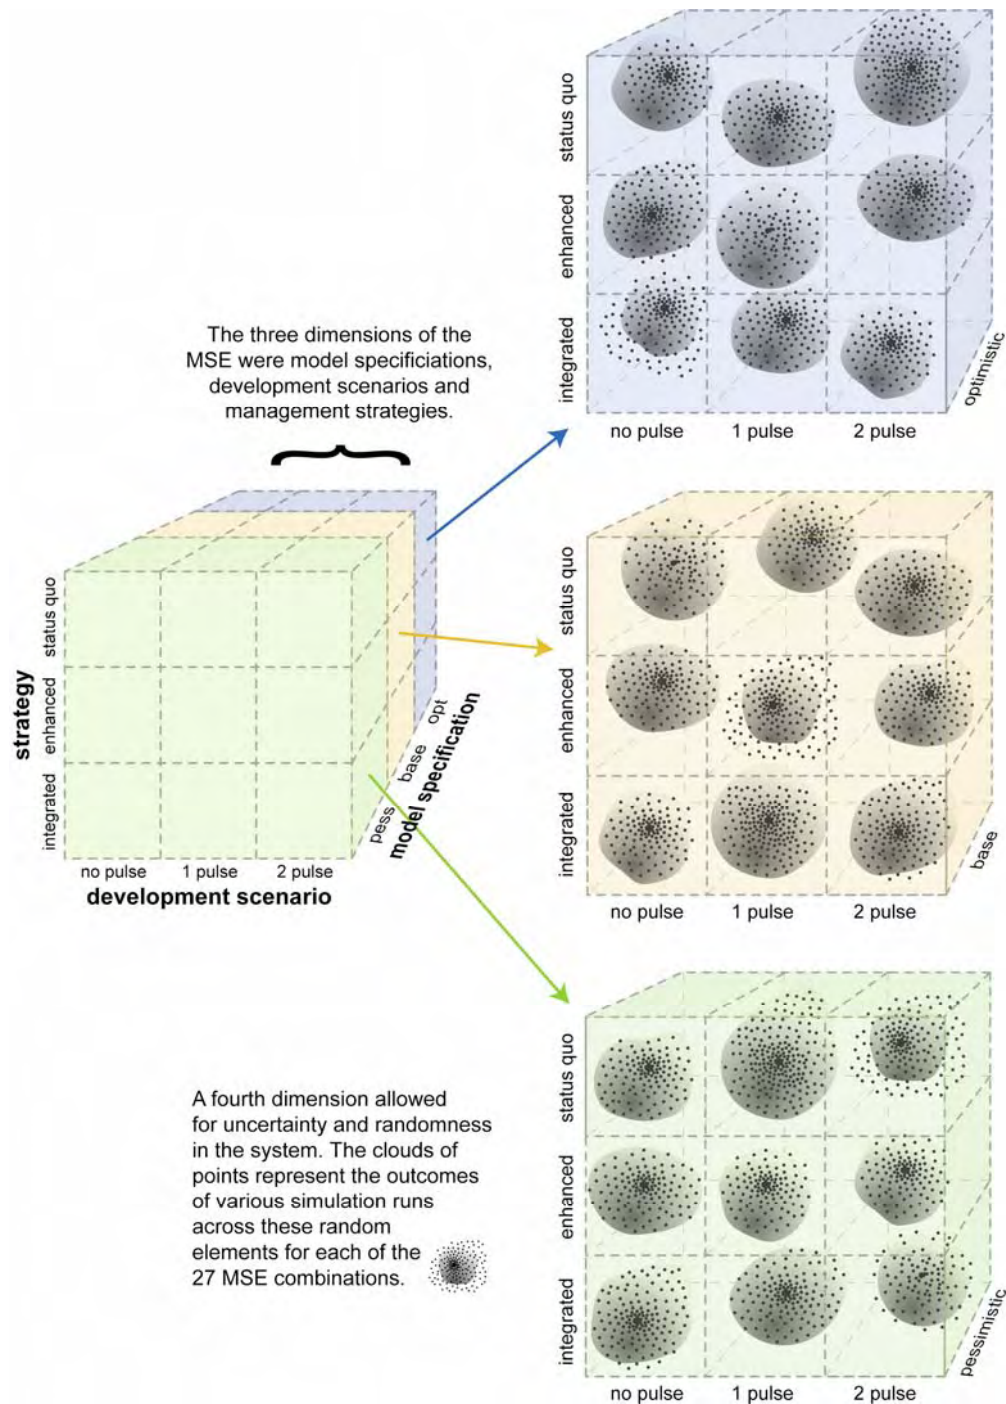 status quo
enhanced
integrated
no pulse
1 pulse
2 pulse
optimistic
The three dimensions of the
MSE were model specificiations,
development scenarios and
management strategies.
strategy
status quo
enhanced
integrated
no pulse
1 pulse
2 pulse
development scenario
pess
base
opt
model specification
status quo
enhanced
integrated
no pulse
1 pulse
2 pulse
base
A fourth dimension allowed
for uncertainty and randomness
in the system. The clouds of
points represent the outcomes
of various simulation runs
across these random
elements for each of the
27 MSE combinations.
status quo
enhanced
integrated
no pulse
1 pulse
2 pulse
pessimistic